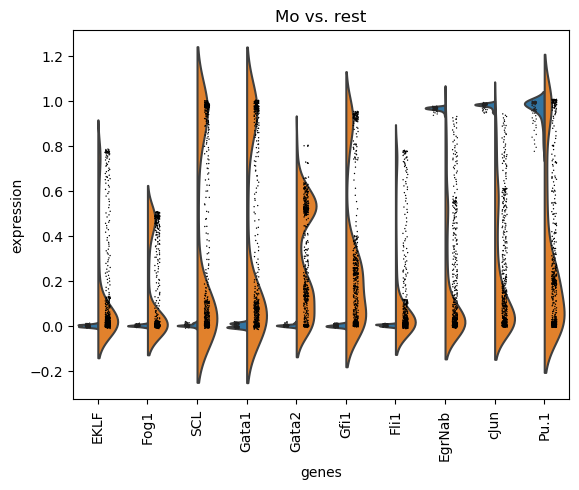 Mo vs. rest
expression
1.2
1.0
0.8
0.6
0.4
0.2
0.0
−0.2
EKLF
Fog1
SCL
Gata1
Gata2
Gfi1
Fli1
EgrNab
cJun
Pu.1
genes